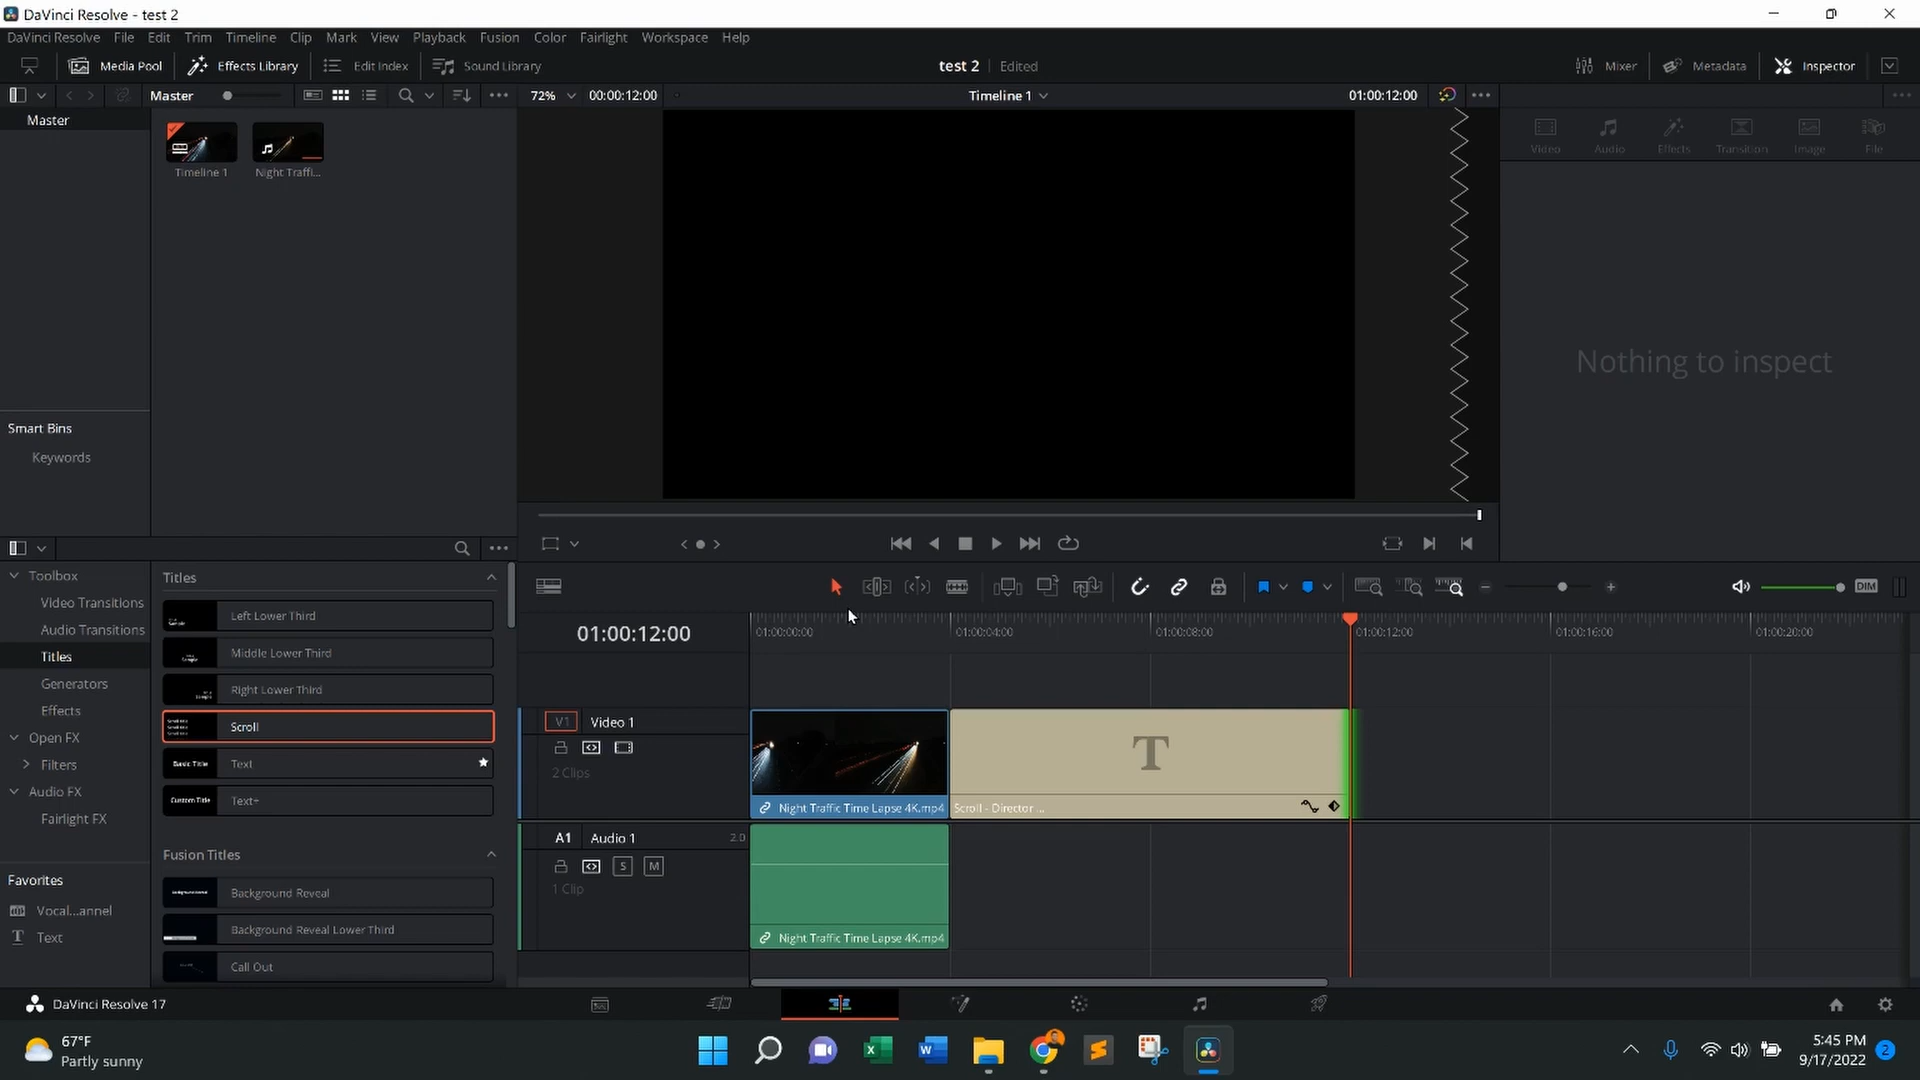 DaVinci Resolve - test 2
DaVinci Resolve File Edit Trim Timeline Clip Mark View Playback Fusion Color Fairlight Workspace Help
Media Pool Effects Library Edit Index Sound Library test 2 Edited Mixer Metadata Inspector
Master 72% 00:00:12:00 Timeline 1 01:00:12:00
Master
Timeline 1 Night Traffi...
Video Audio Effects Transition Image File
Nothing to inspect
Smart Bins
Keywords
Toolbox
Video Transitions
Audio Transitions
Titles
Generators
Effects
Open FX
Filters
Audio FX
Fairlight FX
Favorites
Vocal...annel
T Text
Titles
Left Lower Third
Middle Lower Third
Right Lower Third
Scroll
Basic Title Text
Custom Title Text+
Fusion Titles
Background Reveal
Background Reveal Lower Third
Call Out
DIM
01:00:12:00
01:00:00:00 01:00:04:00 01:00:08:00 01:00:12:00 01:00:16:00 01:00:20:00
V1 Video 1
2 Clips
T
Night Traffic Time Lapse 4K.mp4 Scroll - Director ...
A1 Audio 1 2.0
S M
1 Clip
Night Traffic Time Lapse 4K.mp4
DaVinci Resolve 17
67°F
Partly sunny
5:45 PM
9/17/2022
2